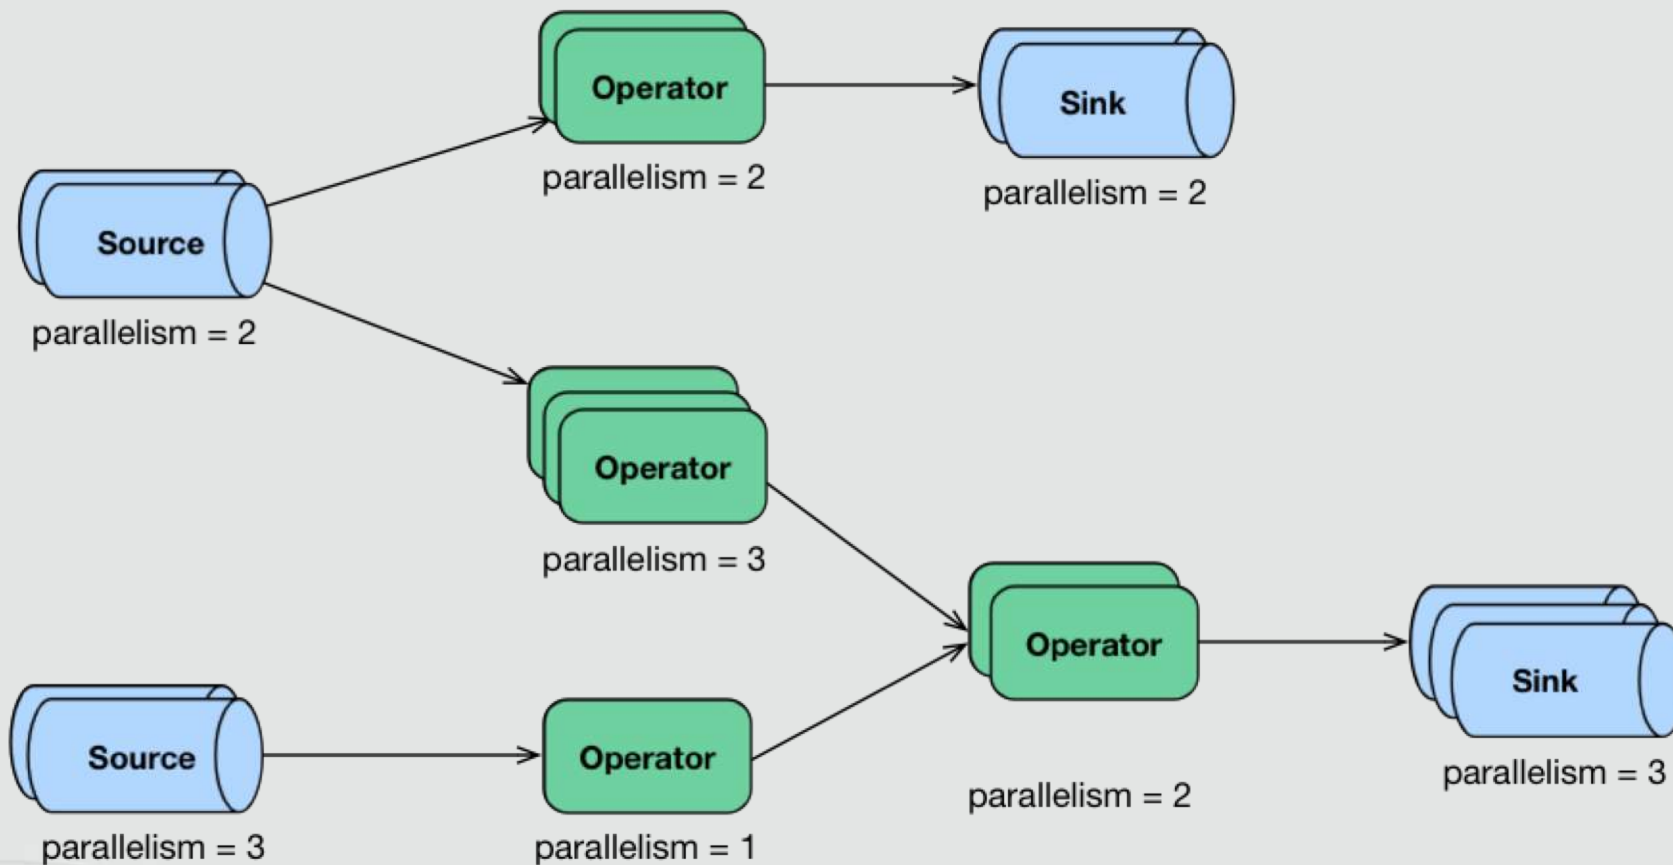 Operator
parallelism = 2
Sink
parallelism = 2
Source
parallelism = 2
Operator
parallelism = 3
Operator
parallelism = 2
Sink
parallelism = 3
Source
parallelism = 3
Operator
parallelism = 1